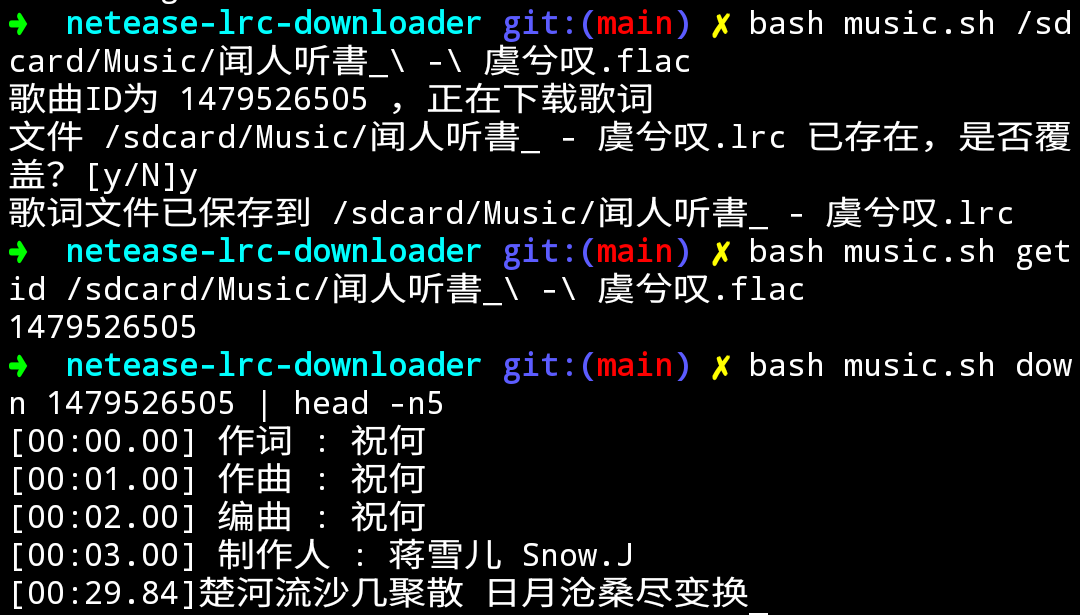 ➜  netease-lrc-downloader git:(main) ✗ bash music.sh /sd
card/Music/闻人听書_\ -\ 虞兮叹.flac
歌曲ID为 1479526505 ，正在下载歌词
文件 /sdcard/Music/闻人听書_ - 虞兮叹.lrc 已存在，是否覆
盖？[y/N]y
歌词文件已保存到 /sdcard/Music/闻人听書_ - 虞兮叹.lrc
➜  netease-lrc-downloader git:(main) ✗ bash music.sh get
id /sdcard/Music/闻人听書_\ -\ 虞兮叹.flac
1479526505
➜  netease-lrc-downloader git:(main) ✗ bash music.sh dow
n 1479526505 | head -n5
[00:00.00] 作词 : 祝何
[00:01.00] 作曲 : 祝何
[00:02.00] 编曲 : 祝何
[00:03.00] 制作人 : 蒋雪儿 Snow.J
[00:29.84]楚河流沙几聚散 日月沧桑尽变换_